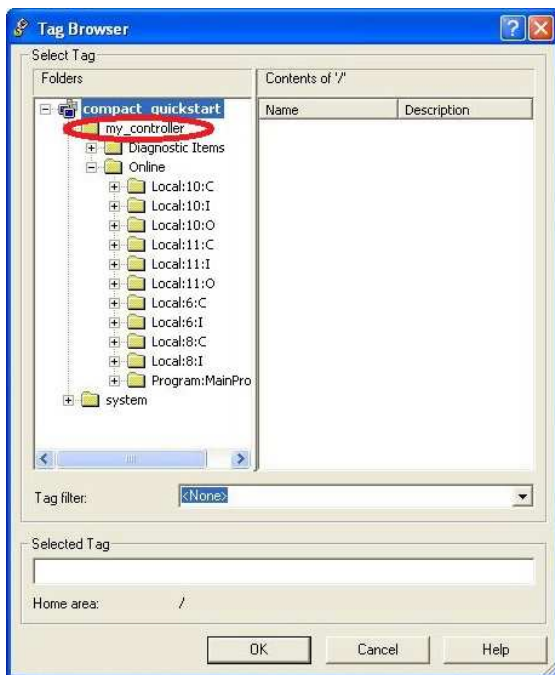 Tag Browser
Select Tag
Folders
Contents of '/'
compact_quickstart
my_controller
Diagnostic Items
Online
Local:10:C
Local:10:I
Local:10:O
Local:11:C
Local:11:I
Local:11:O
Local:6:C
Local:6:I
Local:8:C
Local:8:I
Program:MainPro
system
Name Description
Tag filter: <None>
Selected Tag
Home area: /
OK Cancel Help